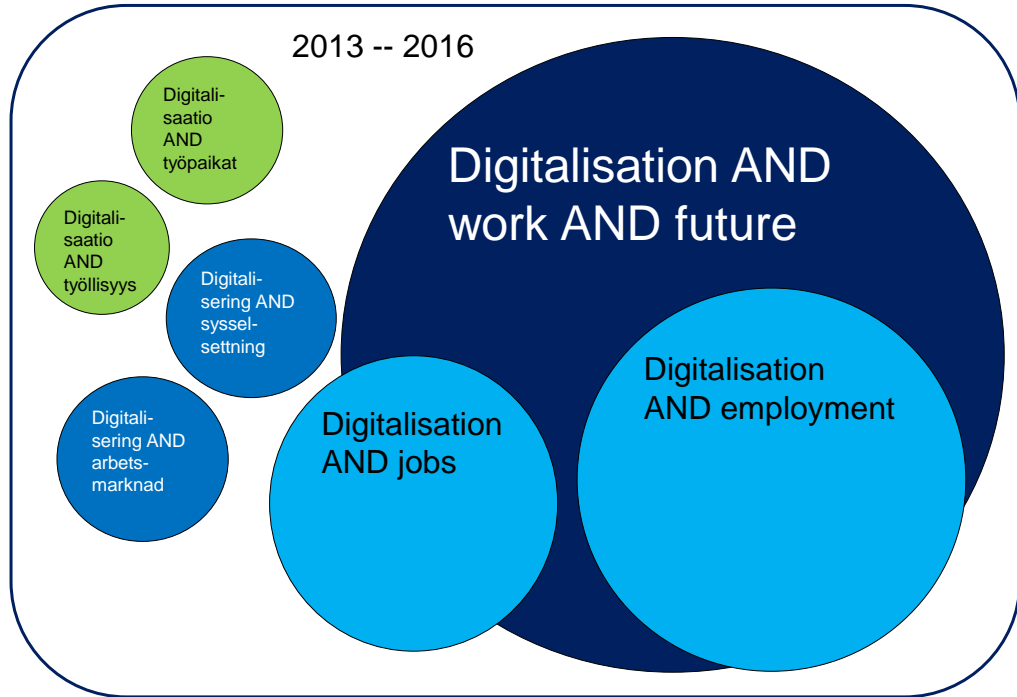 2013 -- 2016
Digitali-
saatio
AND
työpaikat
Digitali-
saatio
AND
työllisyys
Digitali-
sering AND
syssel-
settning
Digitali-
sering AND
arbets-
marknad
Digitalisation AND
work AND future
Digitalisation
AND jobs
Digitalisation
AND employment